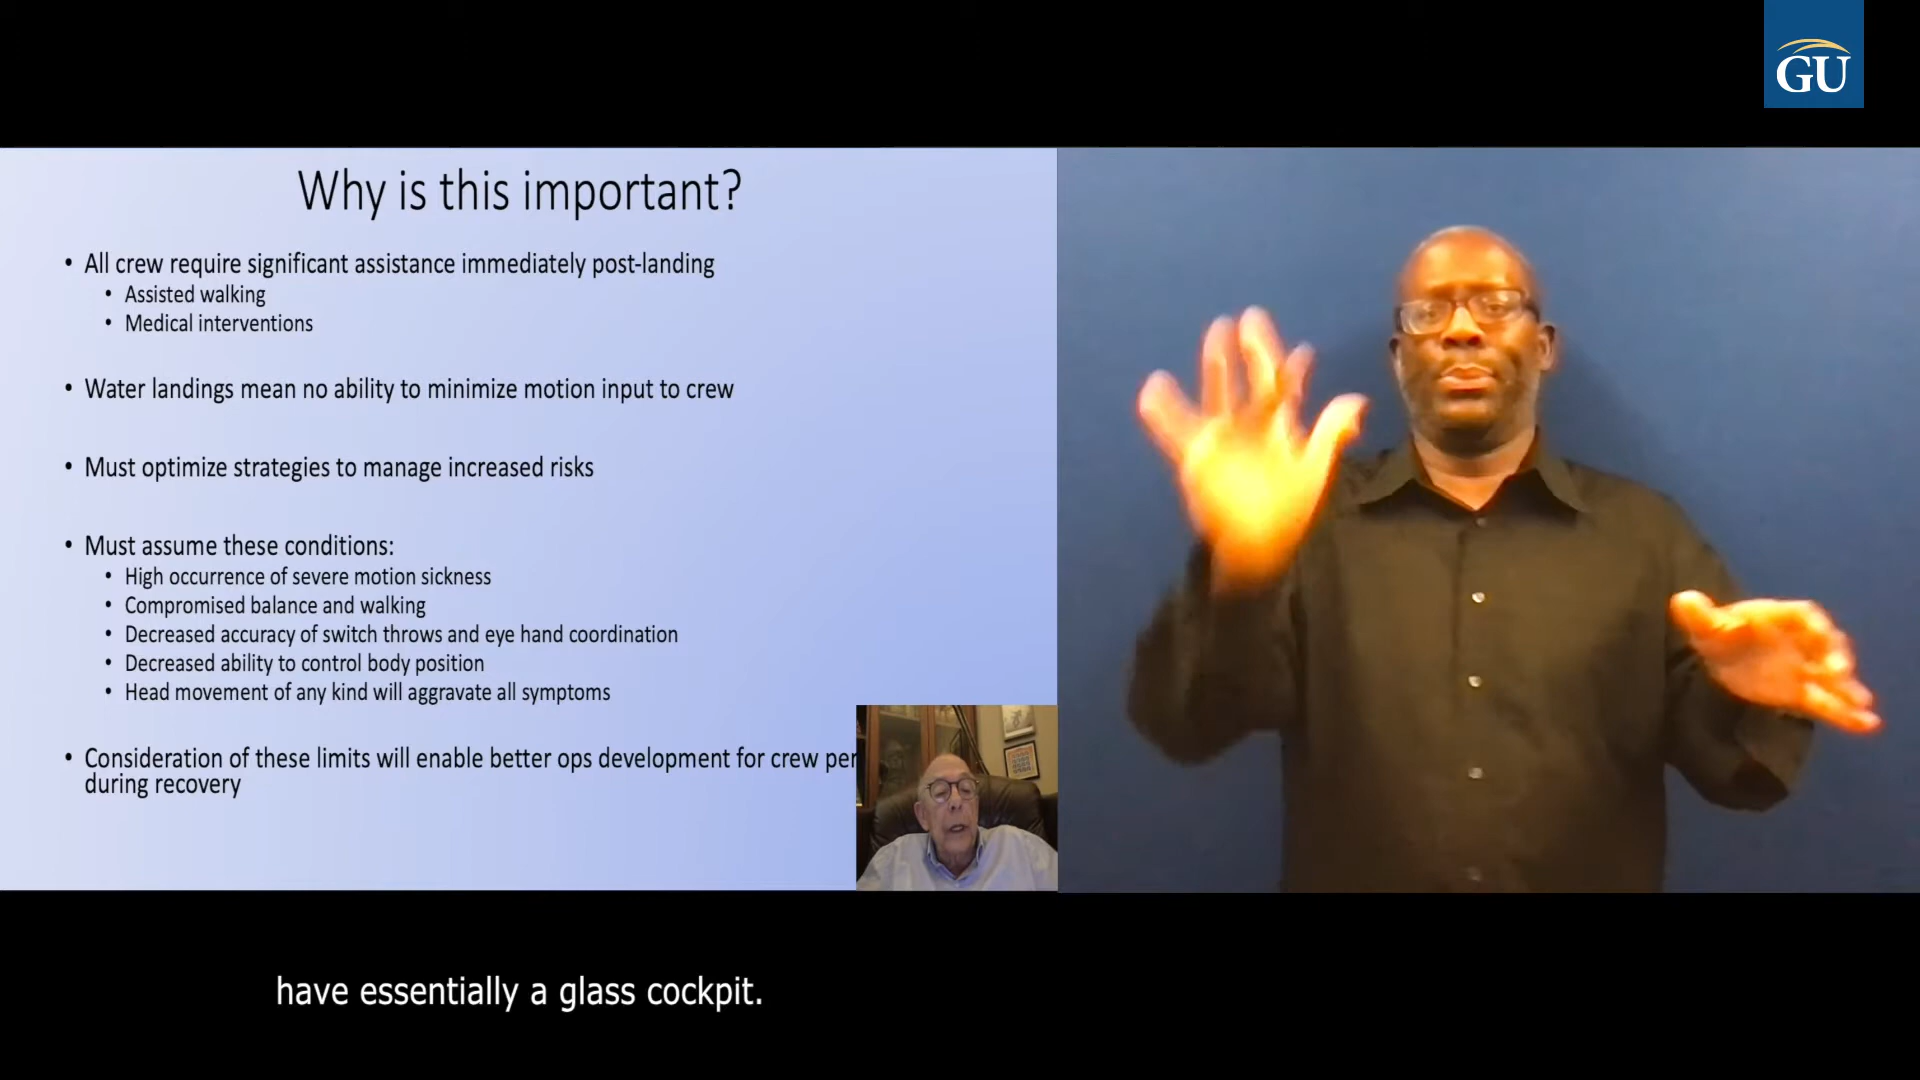 GU
Why is this important?
• All crew require significant assistance immediately post-landing
• Assisted walking
• Medical interventions
• Water landings mean no ability to minimize motion input to crew
• Must optimize strategies to manage increased risks
• Must assume these conditions:
• High occurrence of severe motion sickness
• Compromised balance and walking
• Decreased accuracy of switch throws and eye hand coordination
• Decreased ability to control body position
• Head movement of any kind will aggravate all symptoms
• Consideration of these limits will enable better ops development for crew
during recovery
have essentially a glass cockpit.